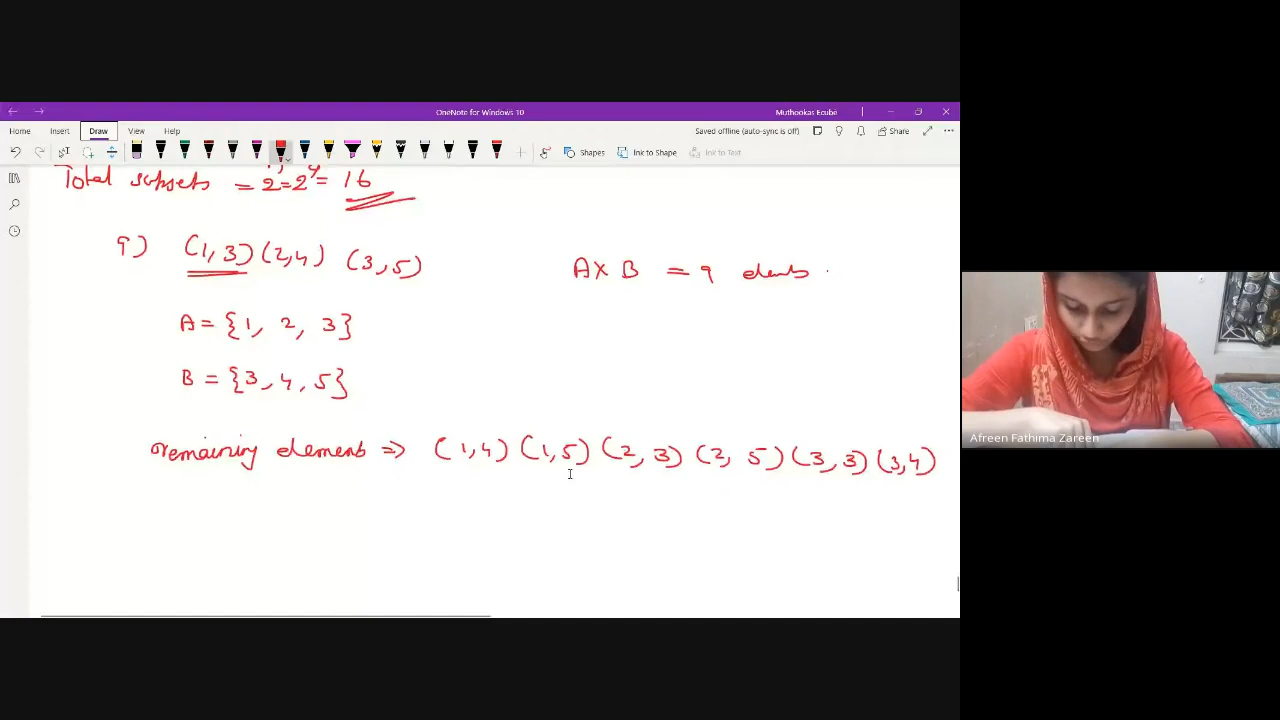 OneNote for Windows 10
Muthookas Ecube
Home Insert Draw View Help
Saved offline (auto-sync is off)
Share
Shapes Ink to Shape Ink to Text
Total subsets = 2 = 2⁴ = 16
9) (1, 3) (2,4) (3,5)
A X B = 9
A = {1, 2, 3}
B = {3, 4, 5}
remaining elements => (1,4) (1,5) (2, 3) (2, 5) (3, 3) (3,4)
Afreen Fathima Zareen